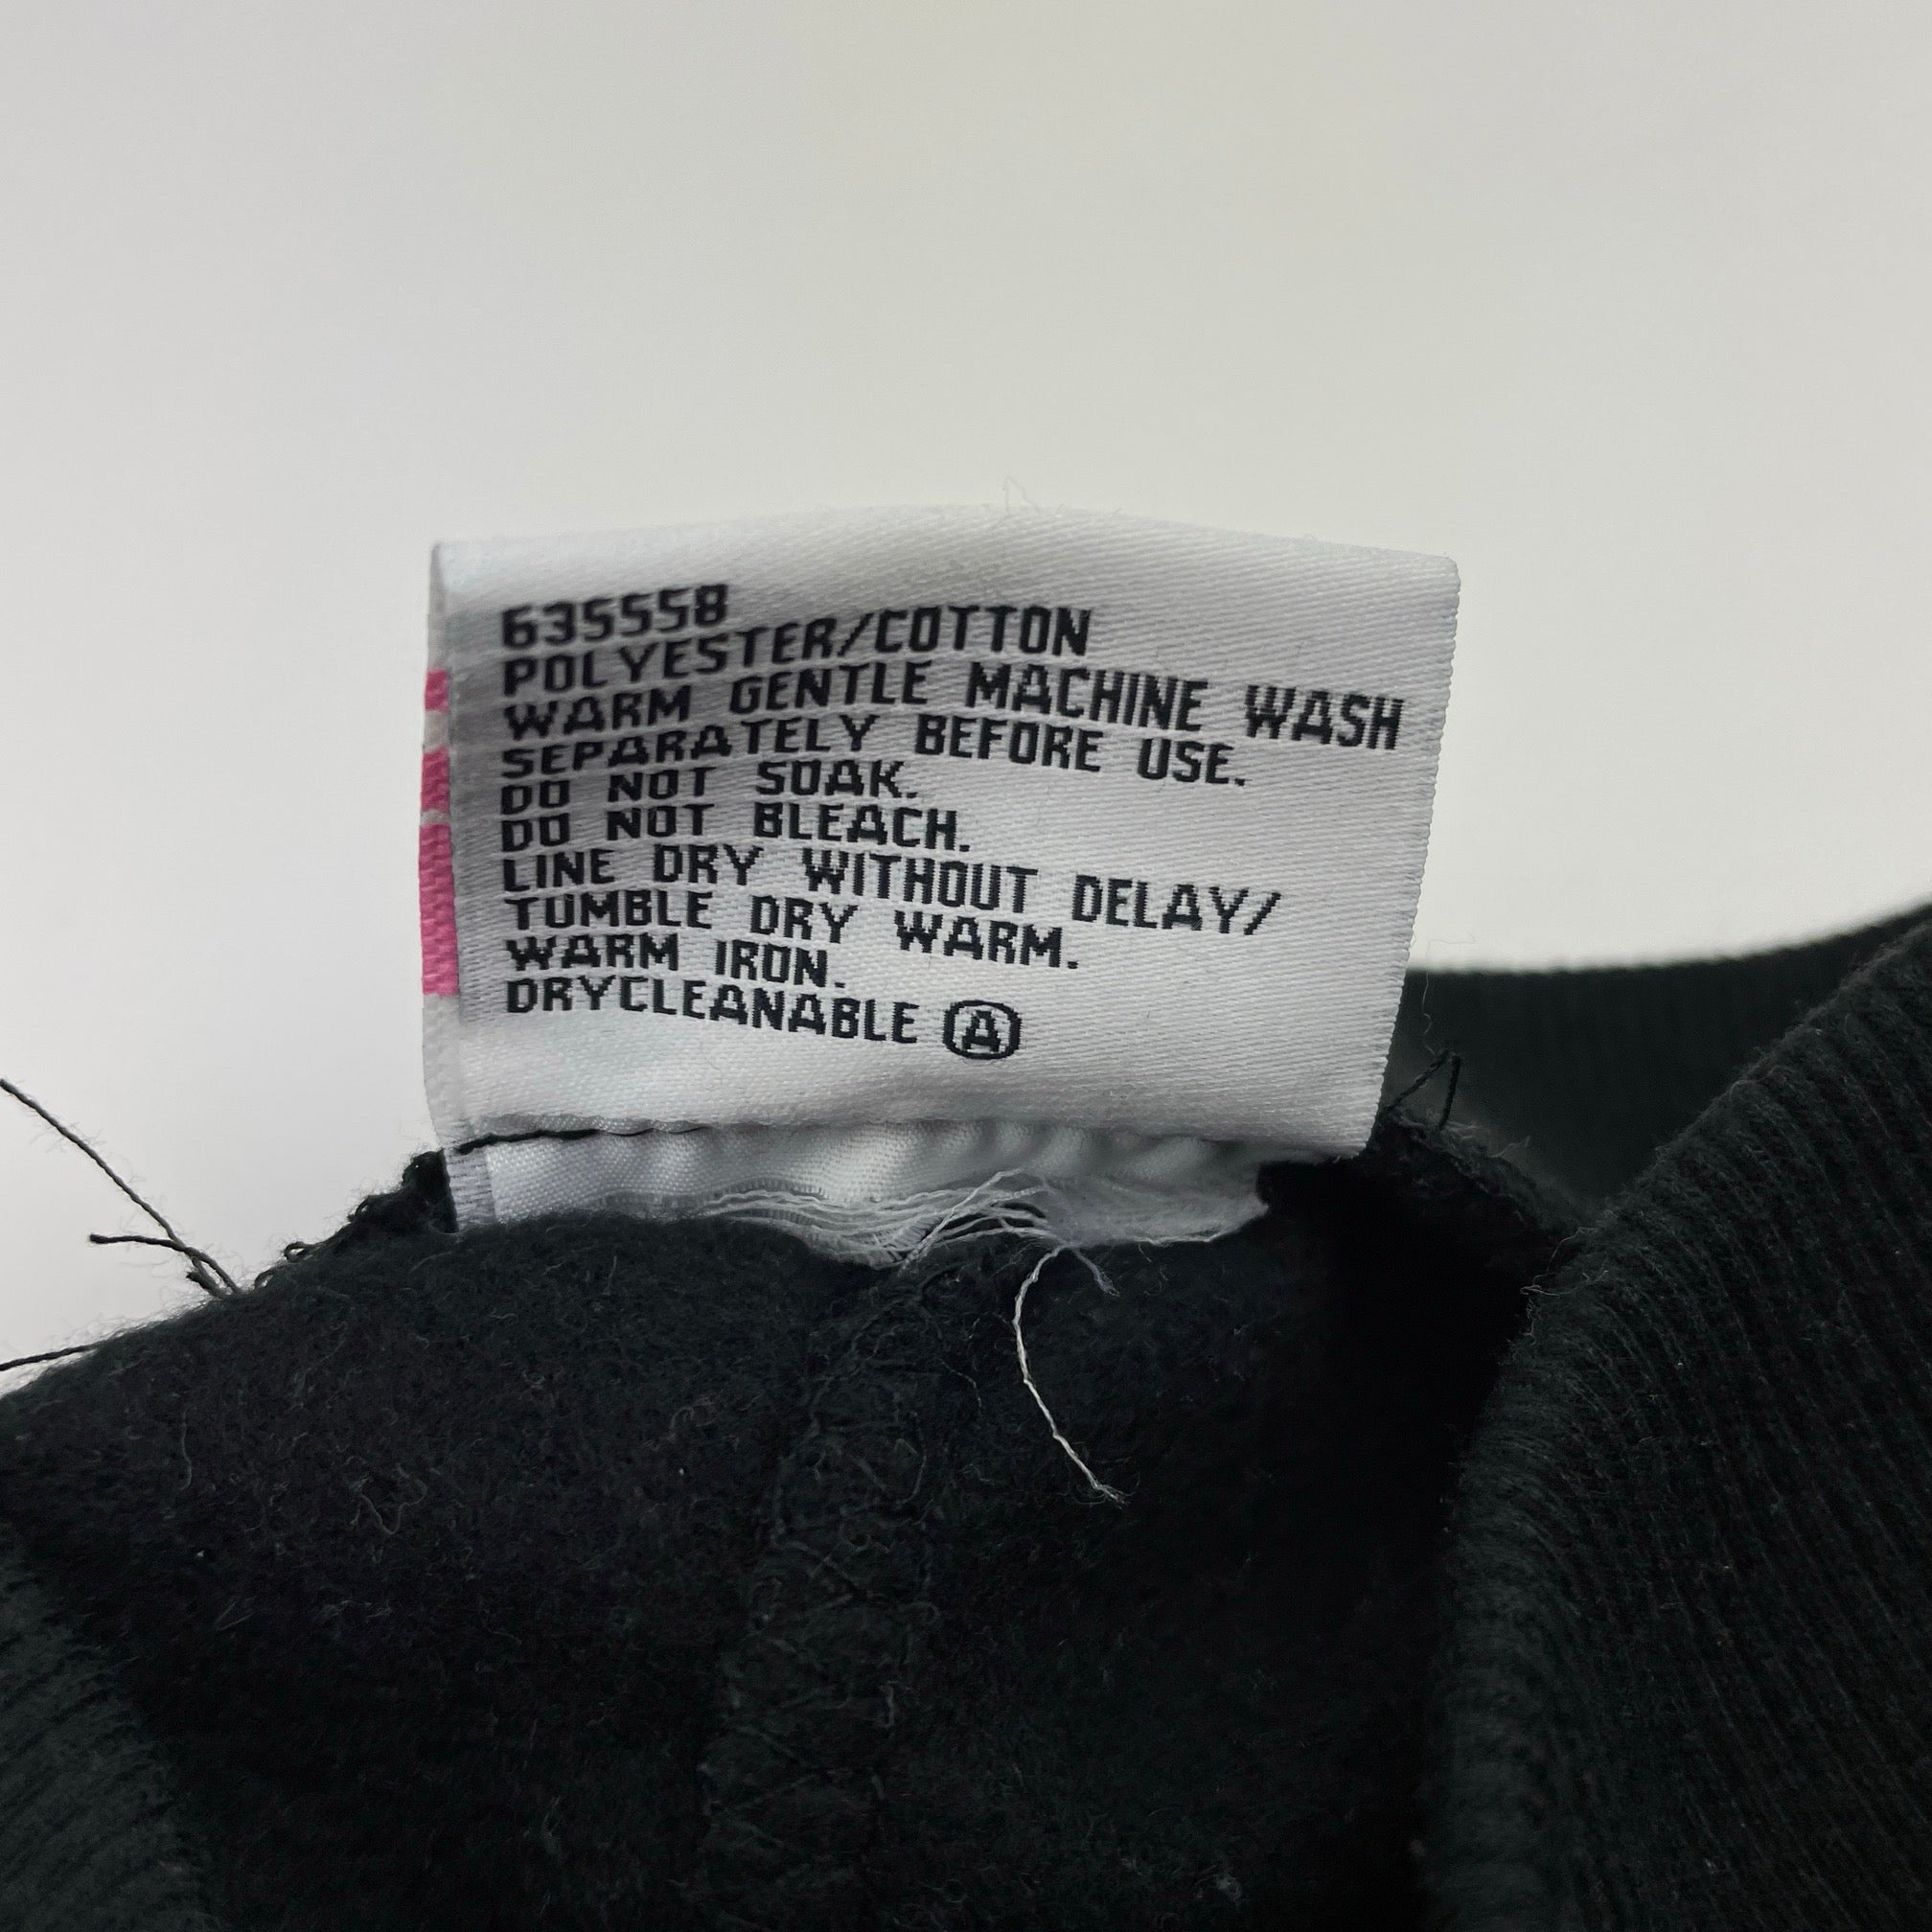 635558
POLYESTER/COTTON
WARM GENTLE MACHINE WASH
SEPARATELY BEFORE USE.
DO NOT SOAK.
DO NOT BLEACH.
LINE DRY WITHOUT DELAY/
TUMBLE DRY WARM.
WARM IRON.
DRYCLEANABLE Ⓐ